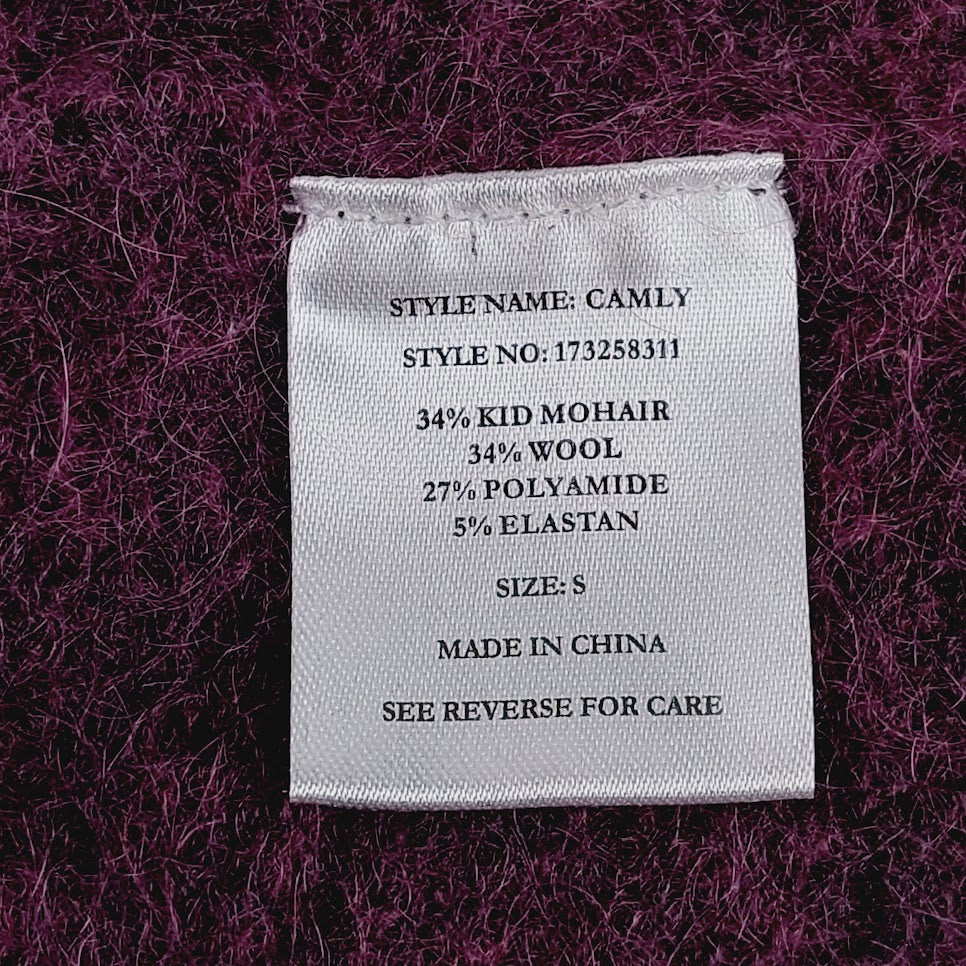 STYLE NAME: CAMLY
STYLE NO: 173258311
34% KID MOHAIR
34% WOOL
27% POLYAMIDE
5% ELASTAN
SIZE: S
MADE IN CHINA
SEE REVERSE FOR CARE